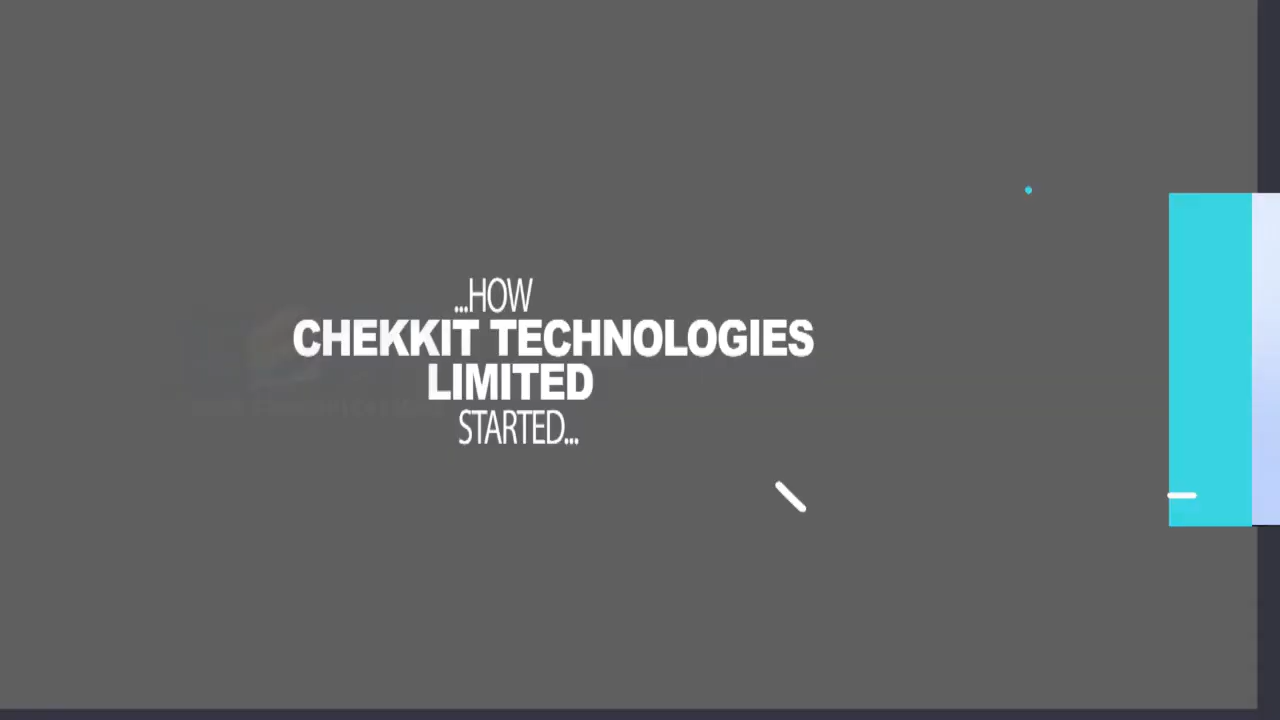 ...HOW
CHEKKIT TECHNOLOGIES
LIMITED
STARTED...